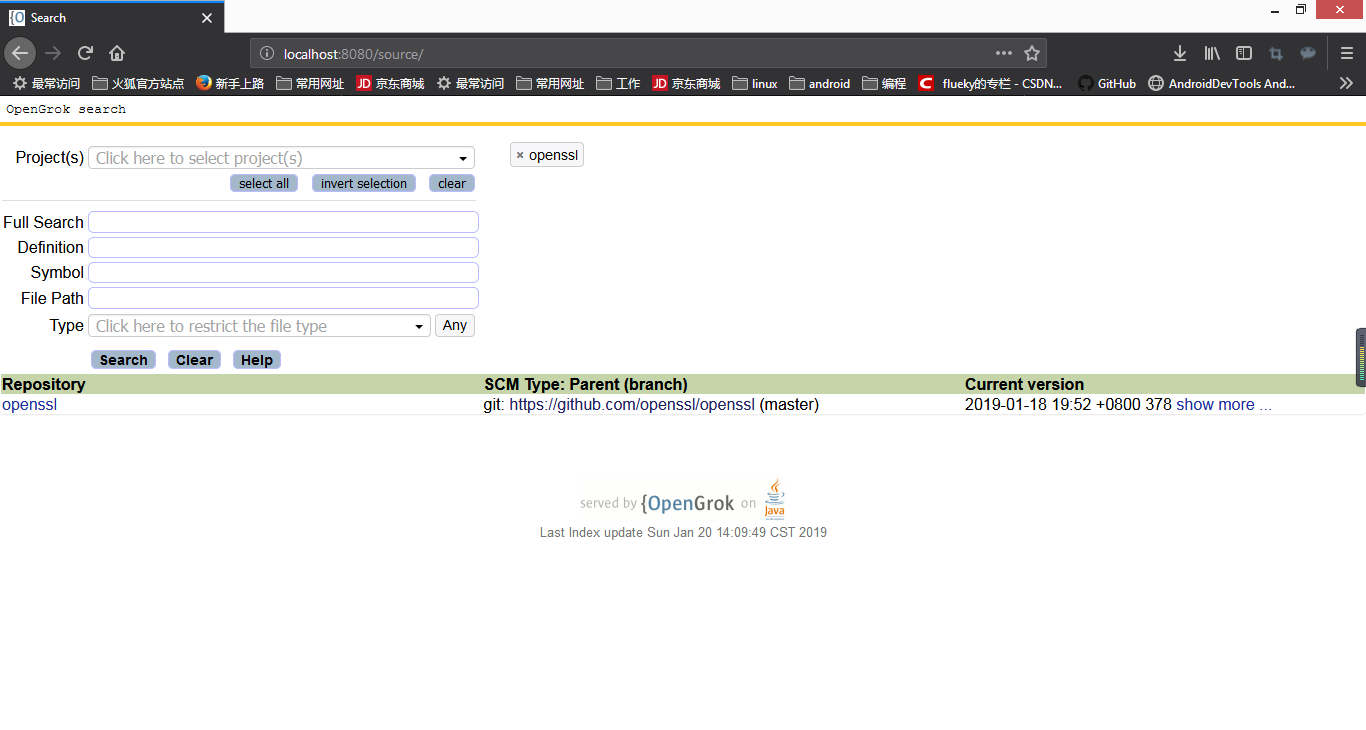 {O Search
localhost:8080/source/
最常访问 火狐官方站点 新手上路 常用网址 JD 京东商城 最常访问 常用网址 工作 JD 京东商城 linux android 编程 C flueky的专栏 - CSDN... GitHub AndroidDevTools And...
OpenGrok search
Project(s) Click here to select project(s) × openssl
select all invert selection clear
Full Search
Definition
Symbol
File Path
Type Click here to restrict the file type Any
Search Clear Help
Repository SCM Type: Parent (branch) Current version
openssl git: https://github.com/openssl/openssl (master) 2019-01-18 19:52 +0800 378 show more ...
served by {OpenGrok on Java
Last Index update Sun Jan 20 14:09:49 CST 2019